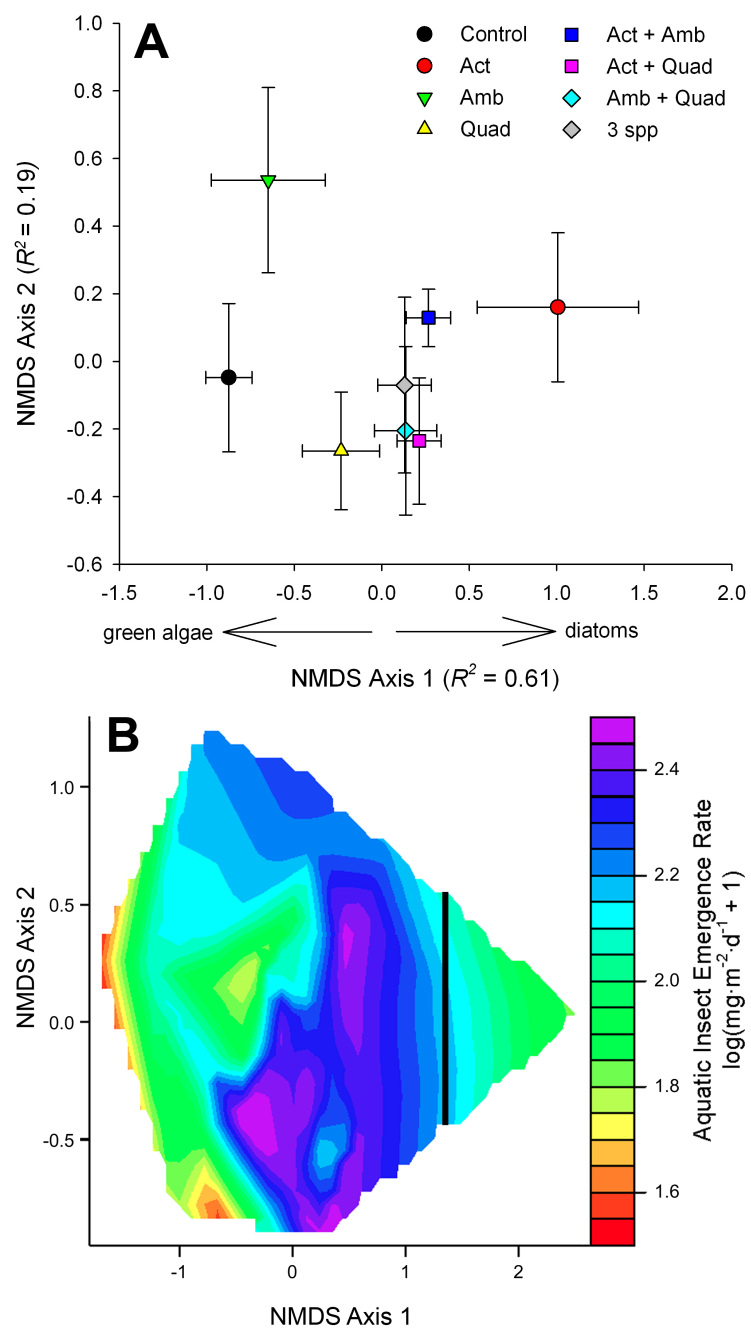 A
Control
Act
Amb
Quad
Act + Amb
Act + Quad
Amb + Quad
3 spp
1.0
0.8
0.6
0.4
0.2
0.0
-0.2
-0.4
-0.6
NMDS Axis 2 (R² = 0.19)
-1.5 -1.0 -0.5 0.0 0.5 1.0 1.5 2.0
green algae
diatoms
NMDS Axis 1 (R² = 0.61)
B
1.0
0.5
0.0
-0.5
NMDS Axis 2
-1 0 1 2
NMDS Axis 1
2.4
2.2
2.0
1.8
1.6
Aquatic Insect Emergence Rate
log(mg·m⁻²·d⁻¹ + 1)